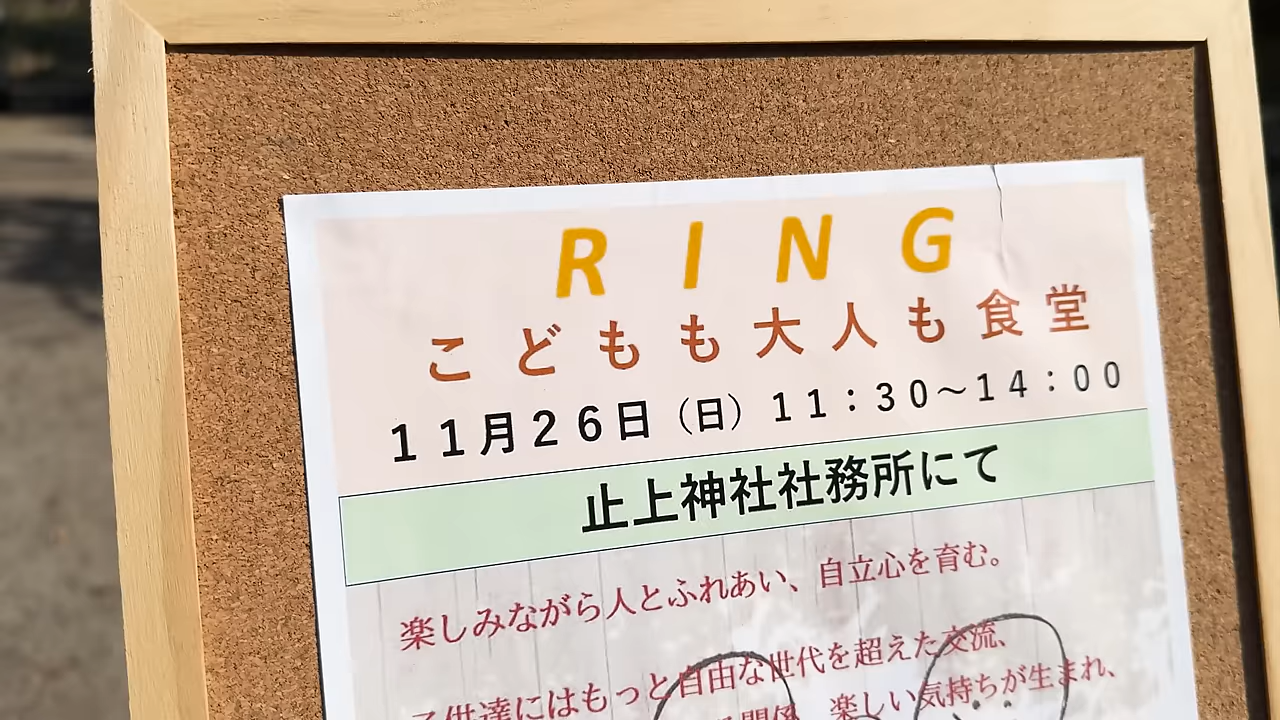 RING
こどもも大人も食堂
11月26日（日）11：30～14：00
止上神社社務所にて
楽しみながら人とふれあい、自立心を育む。
子供達にはもっと自由な世代を超えた交流、
関係、楽しい気持ちが生まれ、